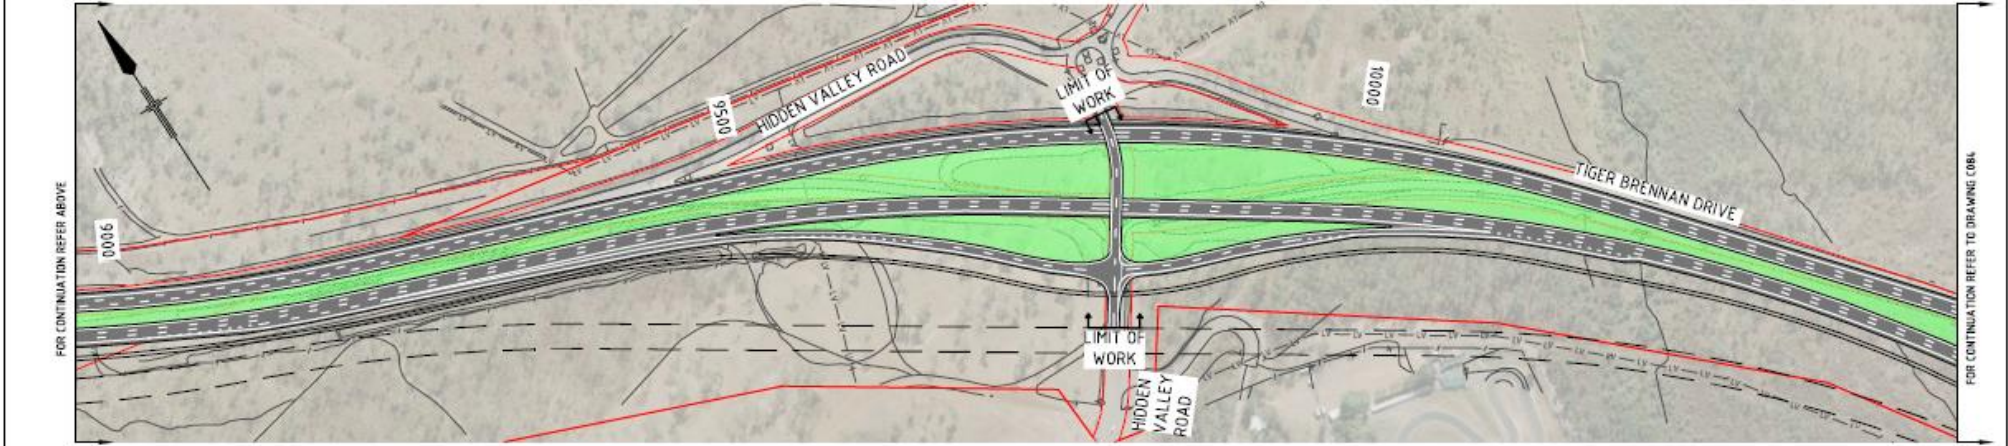 FOR CONTINUATION REFER ABOVE
9000
9500
HIDDEN VALLEY ROAD
LIMIT OF
WORK
10000
TIGER BRENNAN DRIVE
LIMIT OF
WORK
HIDDEN
VALLEY
ROAD
FOR CONTINUATION REFER TO DRAWING C084